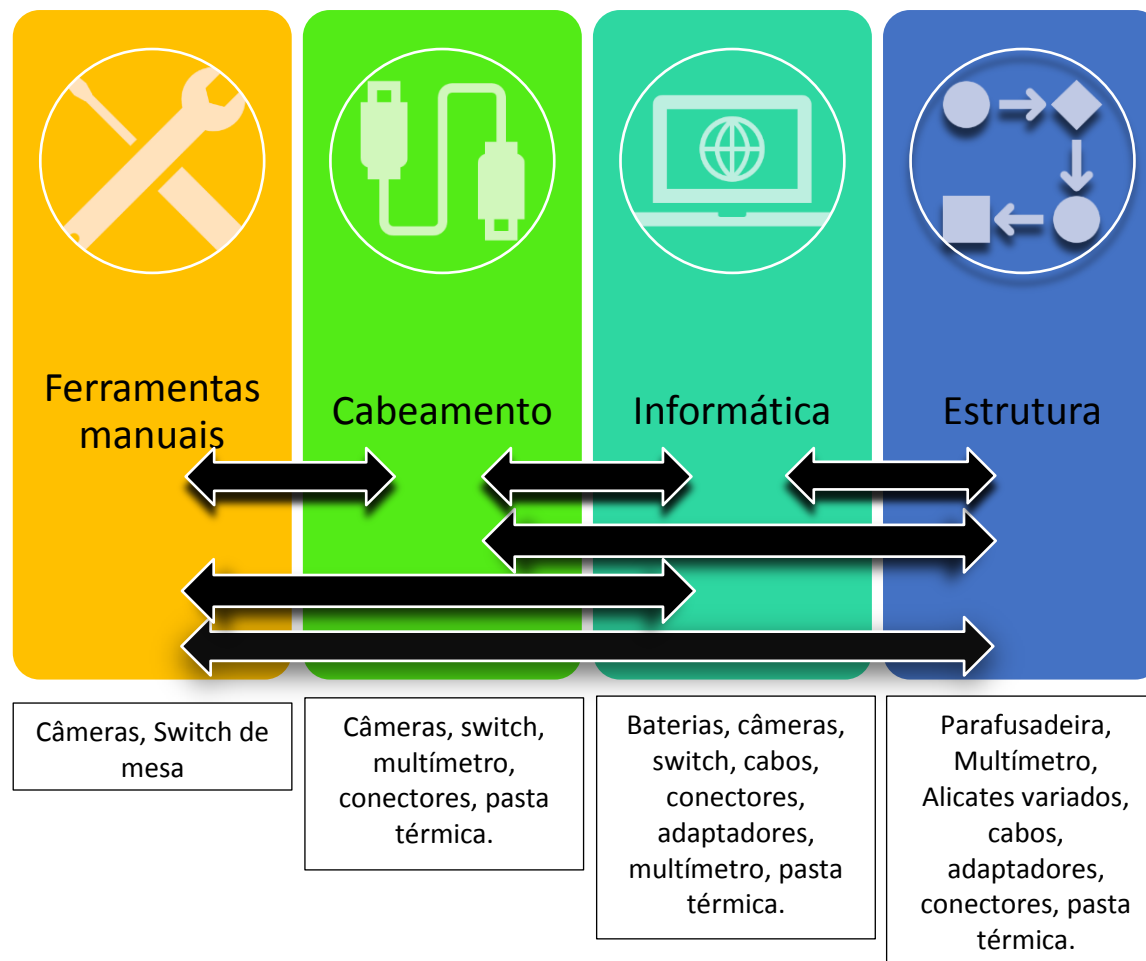 Ferramentas
manuais
Cabeamento
Informática
Estrutura
Câmeras, Switch de
mesa
Câmeras, switch,
multímetro,
conectores, pasta
térmica.
Baterias, câmeras,
switch, cabos,
conectores,
adaptadores,
multímetro, pasta
térmica.
Parafusadeira,
Multímetro,
Alicates variados,
cabos,
adaptadores,
conectores, pasta
térmica.